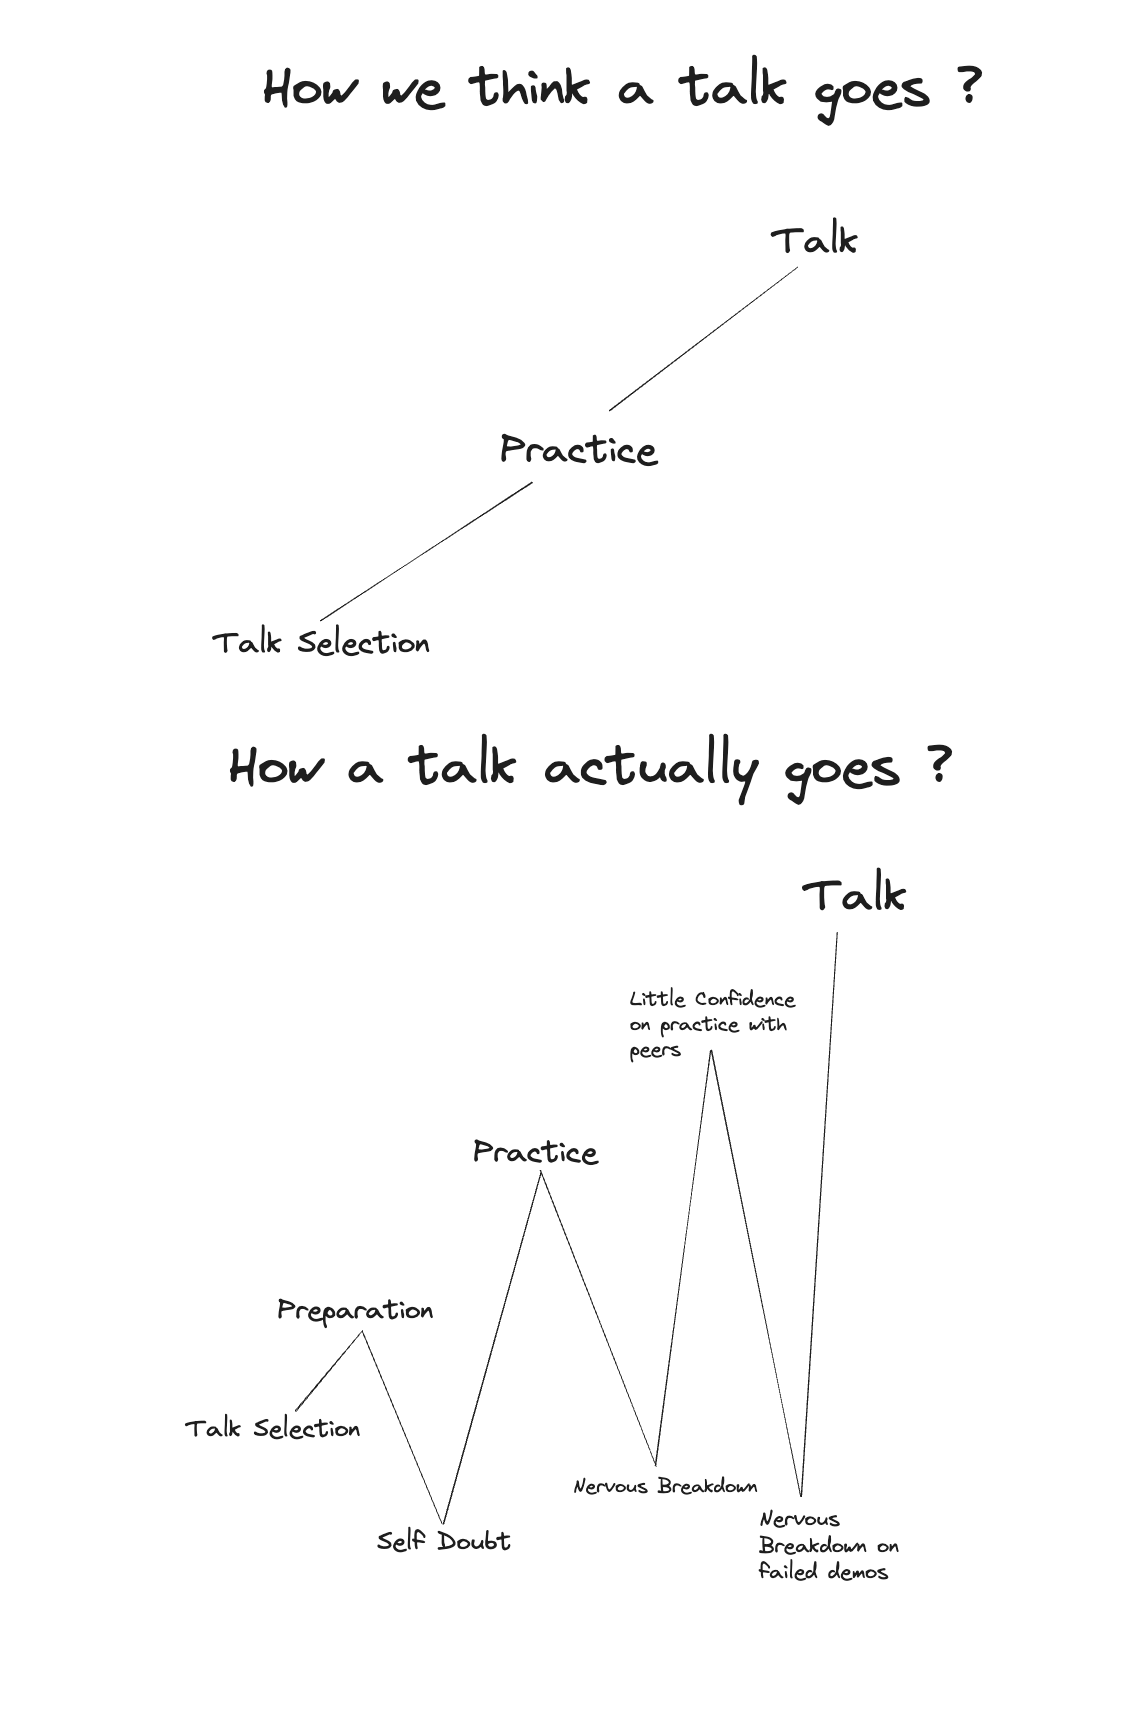 How we think a talk goes ?
Talk
Practice
Talk Selection
How a talk actually goes ?
Talk
Little Confidence
on practice with
peers
Practice
Preparation
Talk Selection
Nervous Breakdown
Self Doubt
Nervous
Breakdown on
failed demos